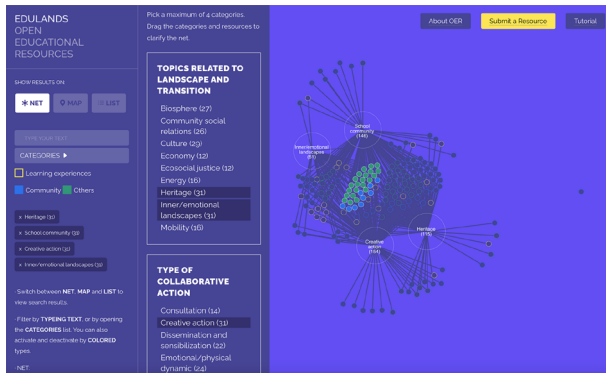 EDULANDS
OPEN
EDUCATIONAL
RESOURCES
SHOW RESULTS ON:
NET
MAP
LIST
TYPE YOUR TEXT
CATEGORIES
Learning experiences
Community
Others
× Heritage (31)
× School community (31)
× Creative action (31)
× Inner/emotional landscapes (31)
· Switch between NET, MAP and LIST to
view search results.
· Filter by TYPEING TEXT, or by opening
the CATEGORIES list. You can also
activate and deactivate by COLORED
types.
· NET:
Pick a maximum of 4 categories.
Drag the categories and resources to
clarify the net.
TOPICS RELATED TO
LANDSCAPE AND
TRANSITION
Biosphere (27)
Community social
relations (26)
Culture (29)
Economy (12)
Ecosocial justice (12)
Energy (16)
Heritage (31)
Inner/emotional
landscapes (31)
Mobility (16)
TYPE OF
COLLABORATIVE
ACTION
Consultation (14)
Creative action (31)
Dissemination and
sensibilization (22)
Emotional/physical
dynamic (24)
About OER
Submit a Resource
Tutorial
School
community
(146)
Inner/emotional
landscapes
Heritage
Creative
action